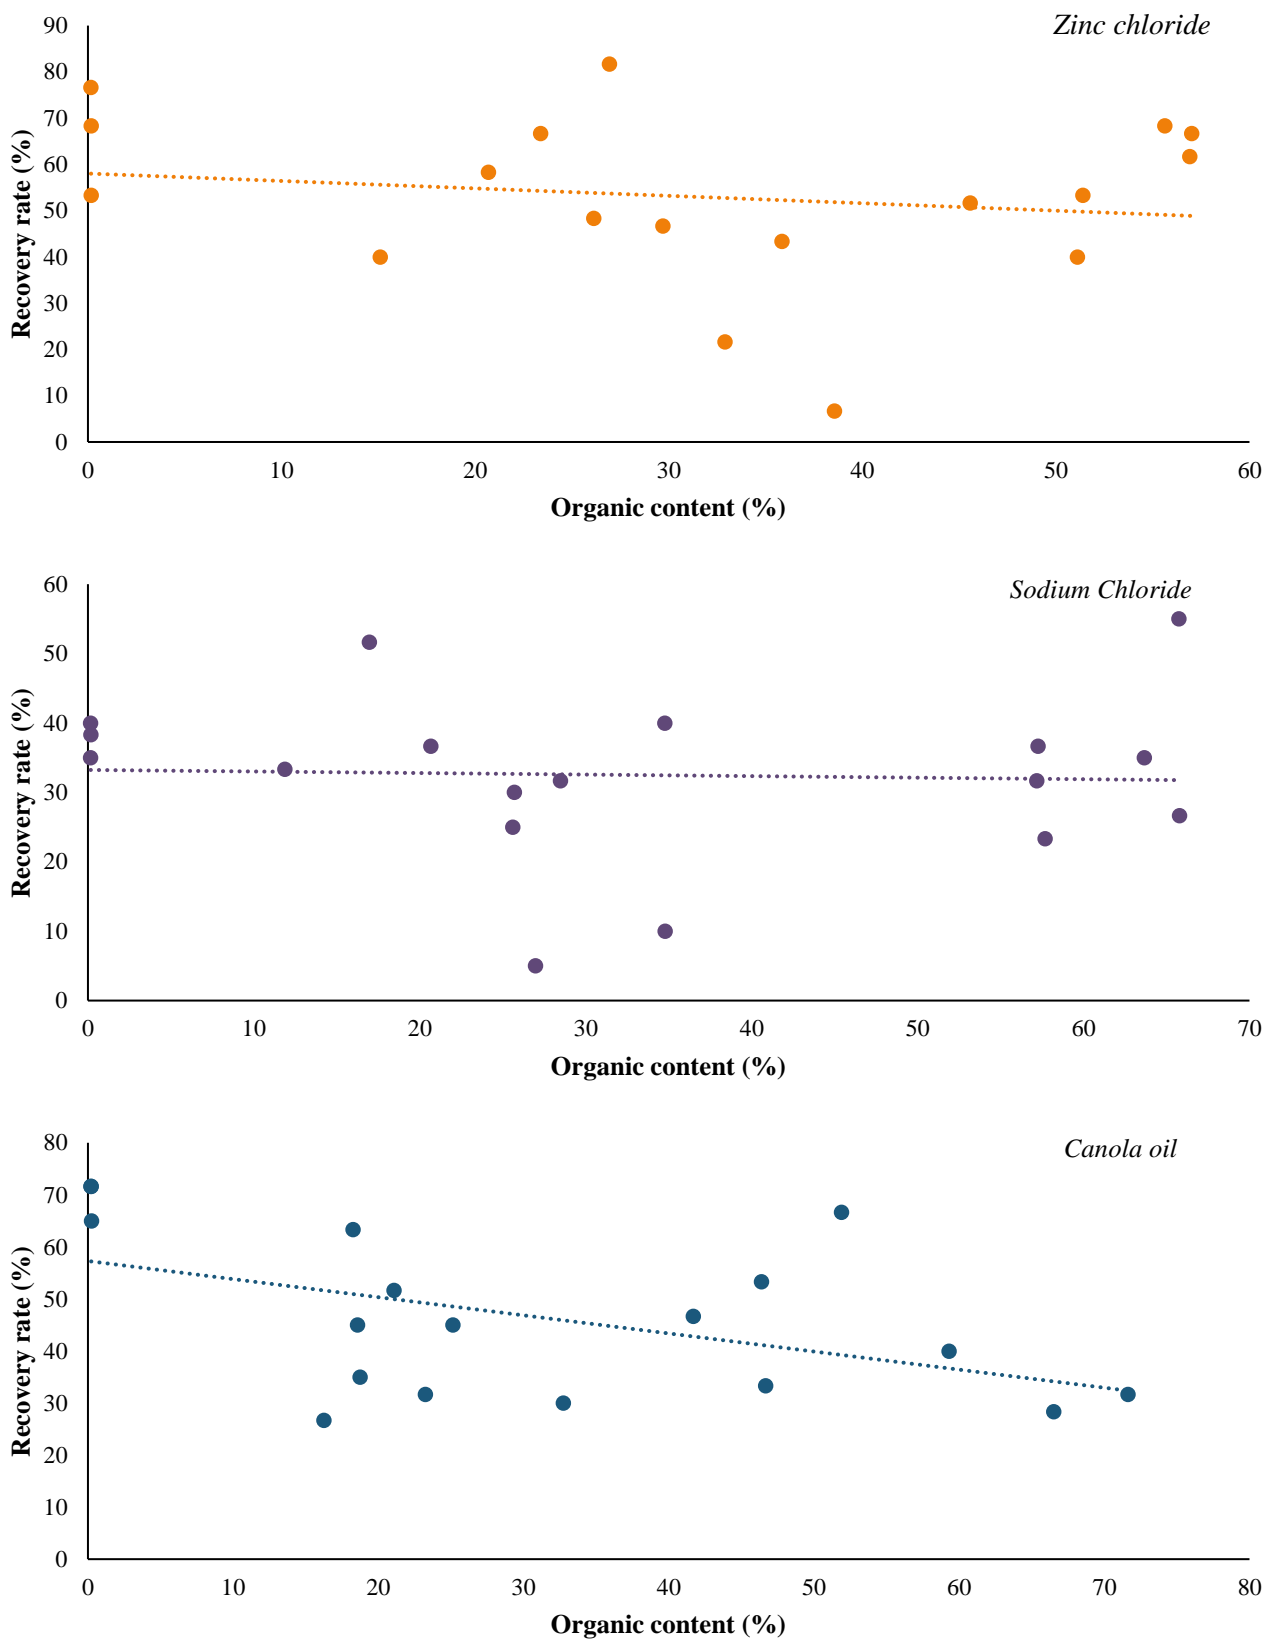 Zinc chloride
90
80
70
60
50
40
30
20
10
0
Recovery rate (%)
0 10 20 30 40 50 60
Organic content (%)
Sodium Chloride
60
50
40
30
20
10
0
Recovery rate (%)
0 10 20 30 40 50 60 70
Organic content (%)
Canola oil
80
70
60
50
40
30
20
10
0
Recovery rate (%)
0 10 20 30 40 50 60 70 80
Organic content (%)